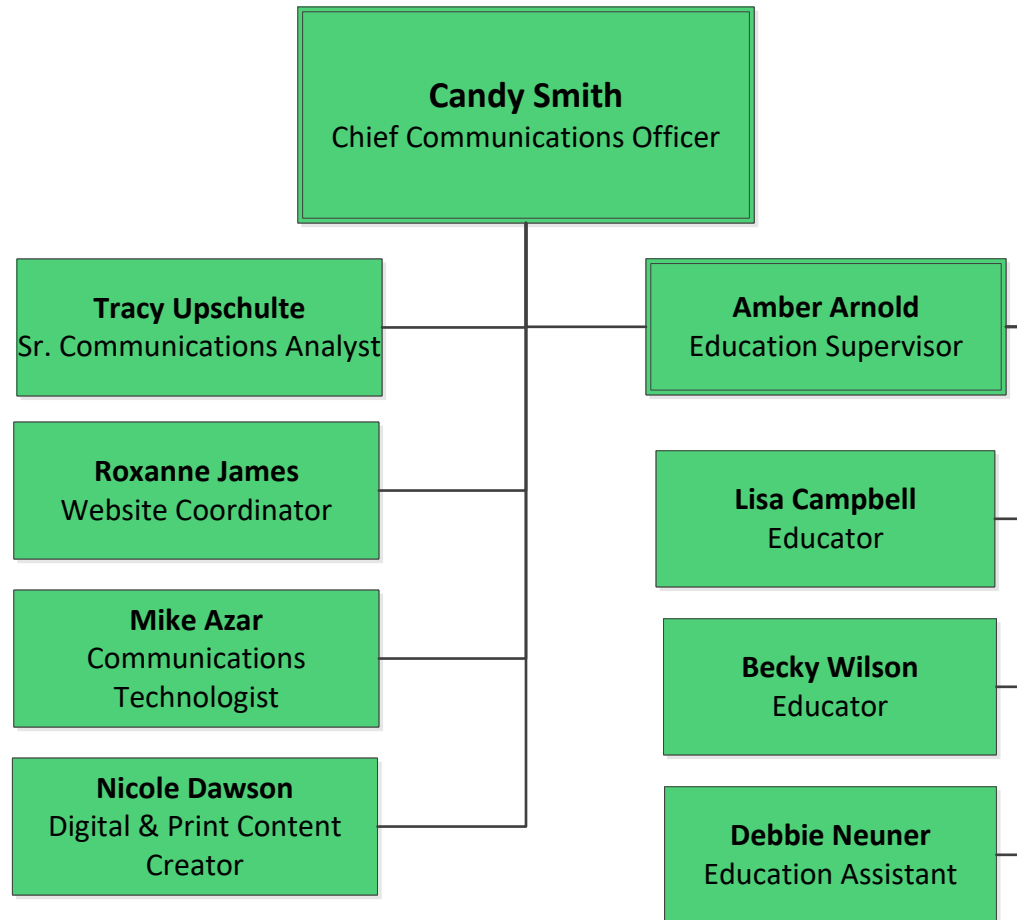 Candy Smith
Chief Communications Officer
Tracy Upschulte
Sr. Communications Analyst
Amber Arnold
Education Supervisor
Roxanne James
Website Coordinator
Lisa Campbell
Educator
Mike Azar
Communications
Technologist
Becky Wilson
Educator
Nicole Dawson
Digital & Print Content
Creator
Debbie Neuner
Education Assistant